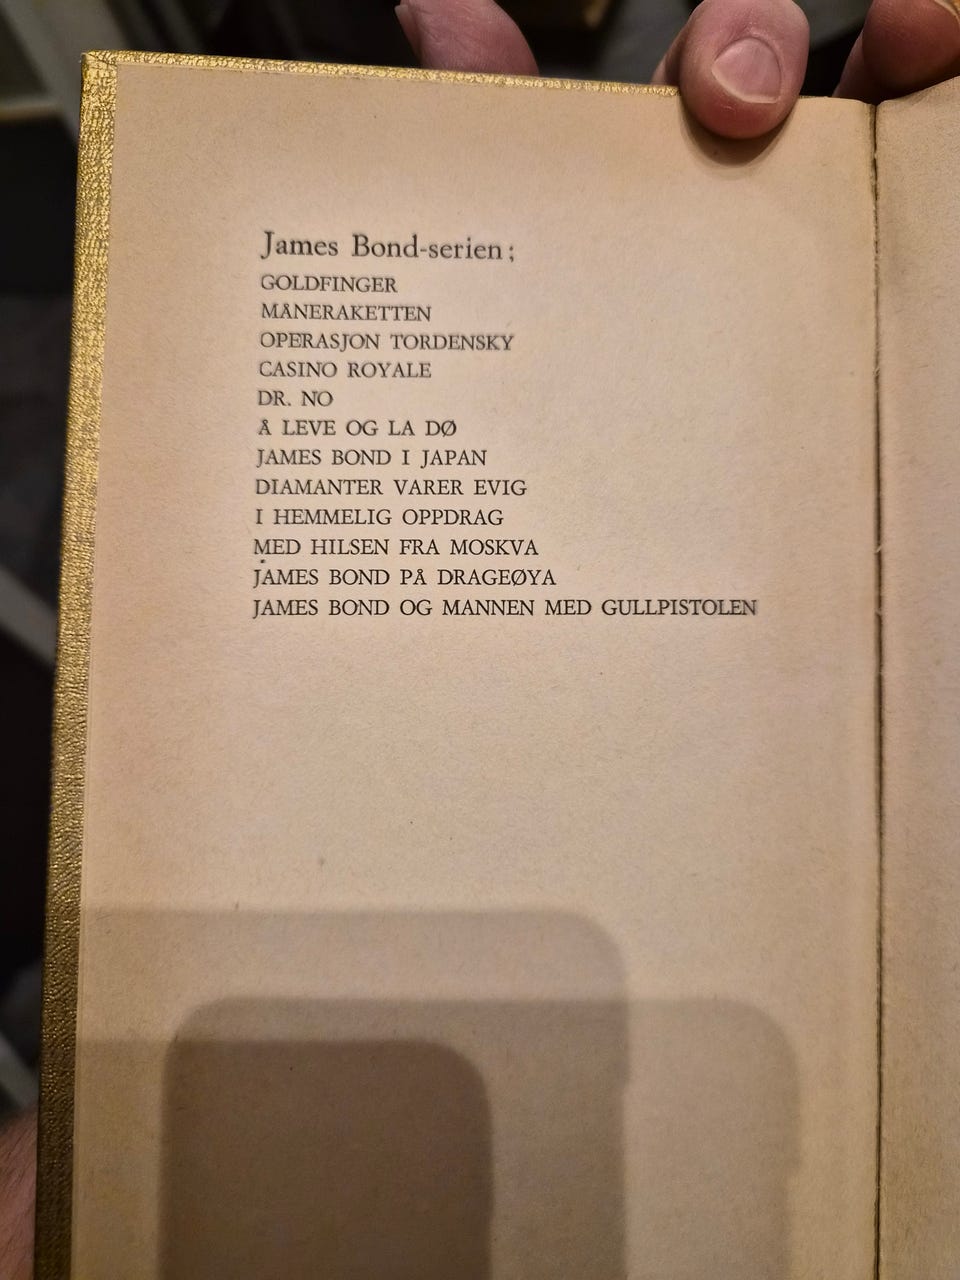 James Bond-serien;
GOLDFINGER
MÅNERAKETTEN
OPERASJON TORDENSKY
CASINO ROYALE
DR. NO
Å LEVE OG LA DØ
JAMES BOND I JAPAN
DIAMANTER VARER EVIG
I HEMMELIG OPPDRAG
MED HILSEN FRA MOSKVA
JAMES BOND PÅ DRAGEØYA
JAMES BOND OG MANNEN MED GULLPISTOLEN